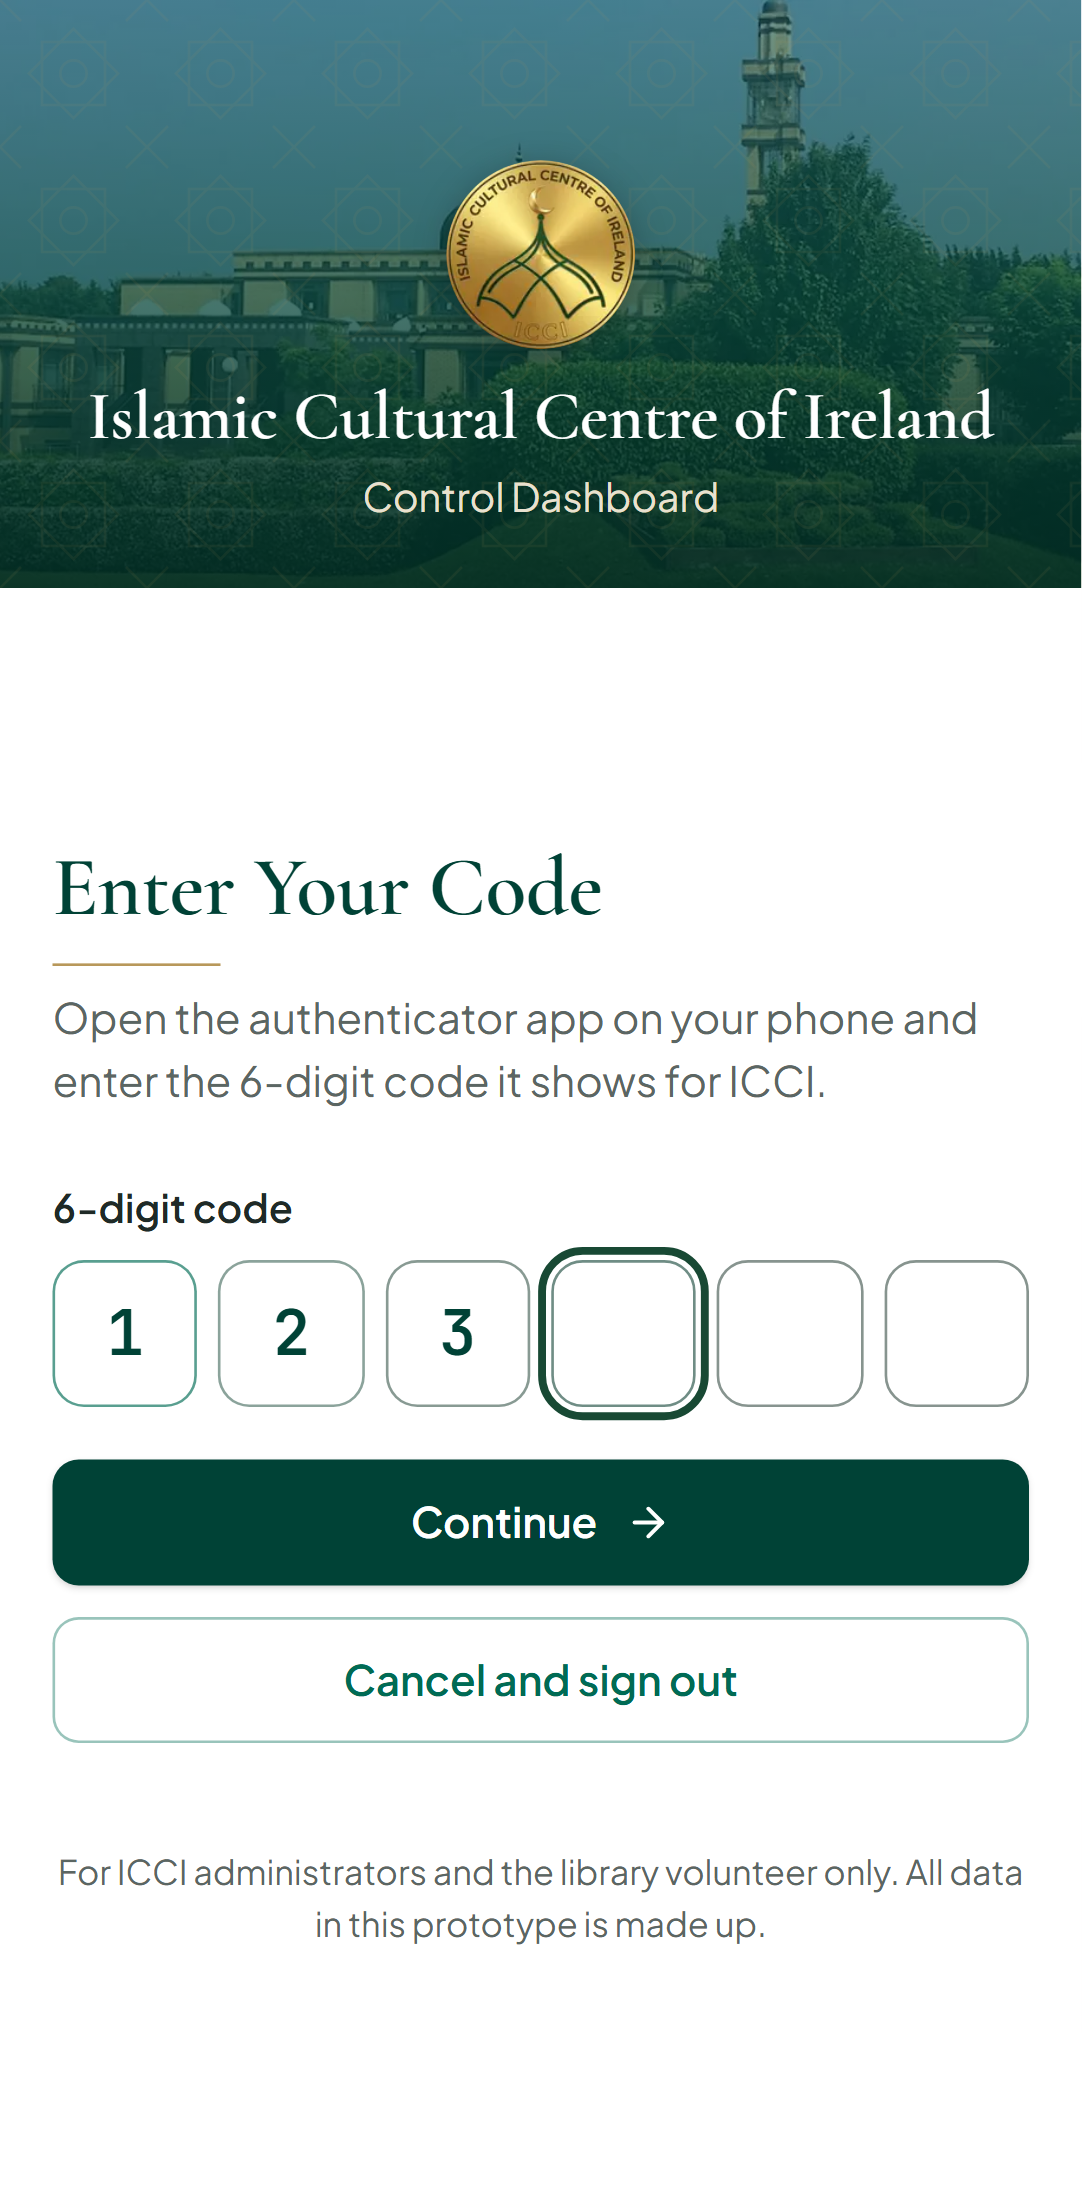 ISLAMIC CULTURAL CENTRE OF IRELAND
ICCI
Islamic Cultural Centre of Ireland
Control Dashboard
Enter Your Code
Open the authenticator app on your phone and
enter the 6-digit code it shows for ICCI.
6-digit code
1 2 3
Continue →
Cancel and sign out
For ICCI administrators and the library volunteer only. All data
in this prototype is made up.